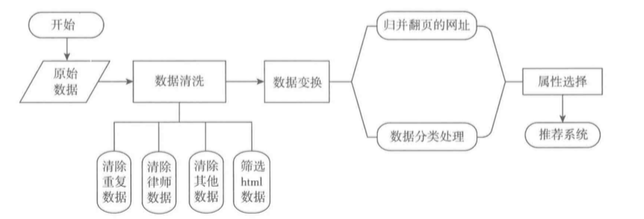 开始
归并翻页的网址
原始
数据
数据清洗
数据变换
属性选择
数据分类处理
推荐系统
清除
重复
数据
清除
律师
数据
清除
其他
数据
筛选
html
数据